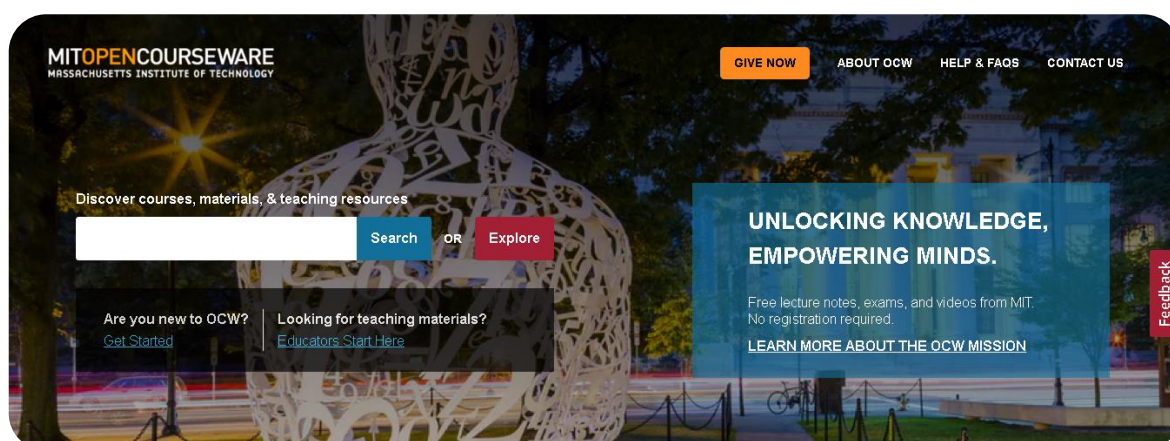 MITOPENCOURSEWARE
MASSACHUSETTS INSTITUTE OF TECHNOLOGY
GIVE NOW
ABOUT OCW
HELP & FAQS
CONTACT US
Discover courses, materials, & teaching resources
Search
OR
Explore
Are you new to OCW?
Get Started
Looking for teaching materials?
Educators Start Here
UNLOCKING KNOWLEDGE,
EMPOWERING MINDS.
Free lecture notes, exams, and videos from MIT.
No registration required.
LEARN MORE ABOUT THE OCW MISSION
Feedback